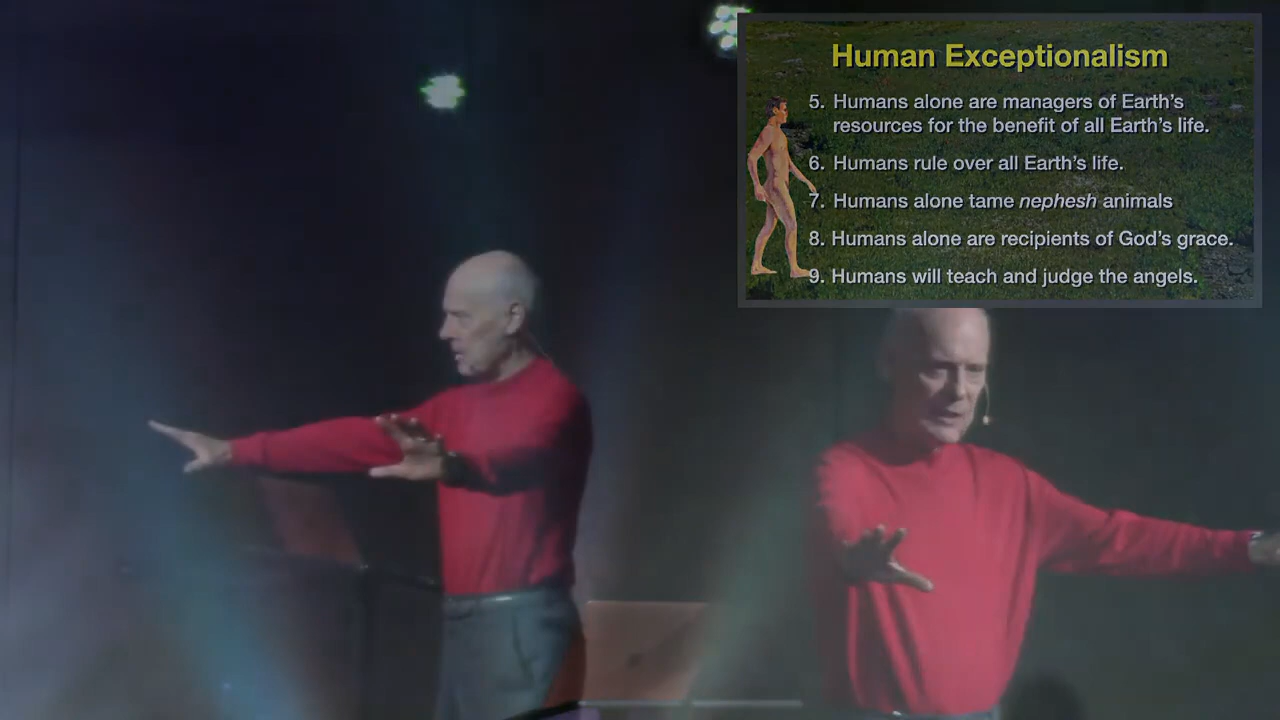 Human Exceptionalism
5. Humans alone are managers of Earth's
resources for the benefit of all Earth's life.
6. Humans rule over all Earth's life.
7. Humans alone tame nephesh animals
8. Humans alone are recipients of God's grace.
9. Humans will teach and judge the angels.